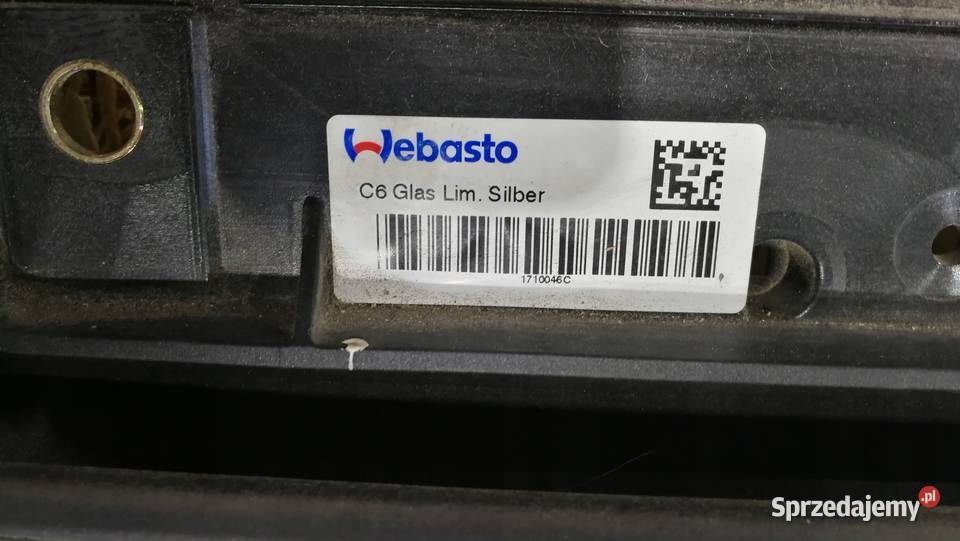 Webasto
C6 Glas Lim. Silber
1710046C
Sprzedajemy.pl